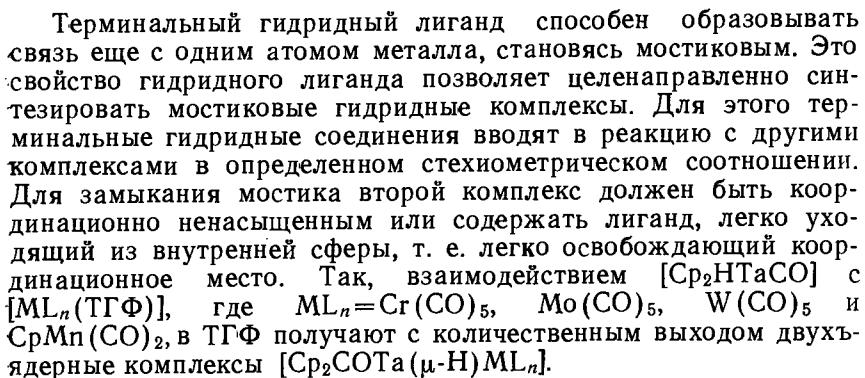 Терминальный гидридный лиганд способен образовывать
связь еще с одним атомом металла, становясь мостиковым. Это
свойство гидридного лиганда позволяет целенаправленно син-
тезировать мостиковые гидридные комплексы. Для этого тер-
минальные гидридные соединения вводят в реакцию с другими
комплексами в определенном стехиометрическом соотношении.
Для замыкания мостика второй комплекс должен быть коор-
динационно ненасыщенным или содержать лиганд, легко ухо-
дящий из внутренней сферы, т. е. легко освобождающий коор-
динационное место. Так, взаимодействием [Cp₂HTaCO] с
[MLₙ(ТГФ)], где MLₙ=Cr(CO)₅, Mo(CO)₅, W(CO)₅ и
CpMn(CO)₂, в ТГФ получают с количественным выходом двухъ-
ядерные комплексы [Cp₂COTa(μ-H)MLₙ].